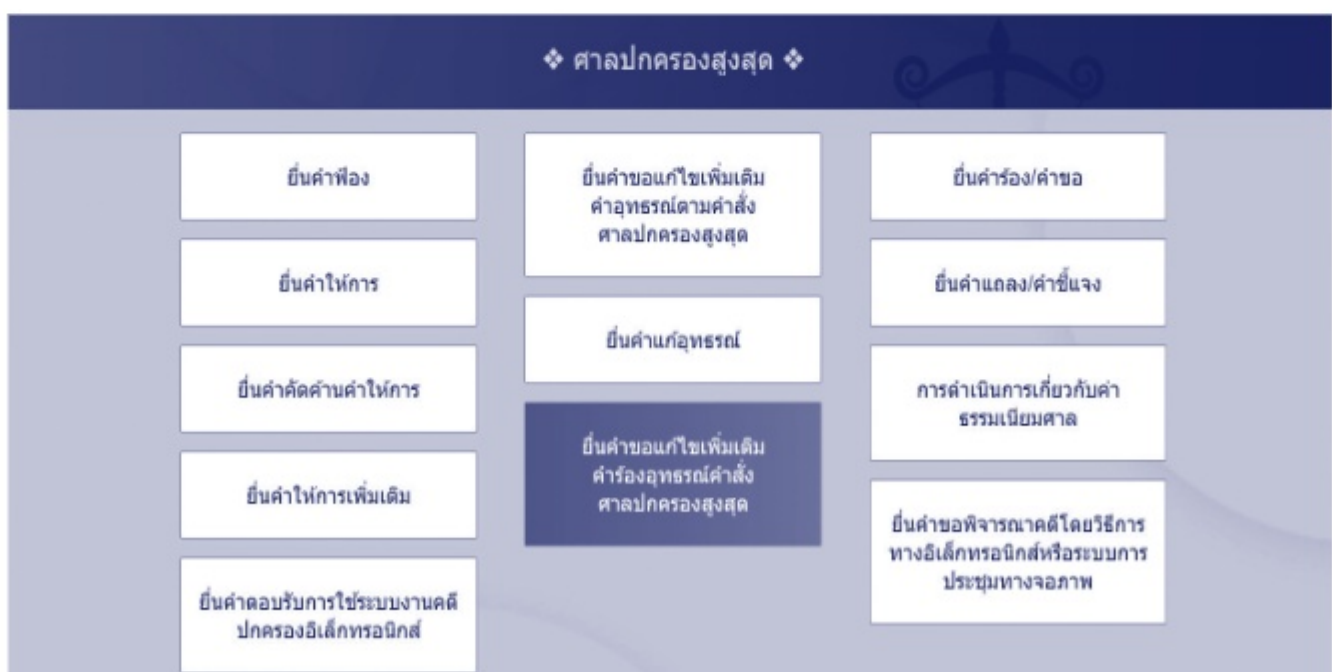 ❖ ศาลปกครองสูงสุด ❖
ยื่นคำฟ้อง
ยื่นคำให้การ
ยื่นคำคัดค้านคำให้การ
ยื่นคำให้การเพิ่มเติม
ยื่นคำตอบรับการใช้ระบบงานคดี
ปกครองอิเล็กทรอนิกส์
ยื่นคำขอแก้ไขเพิ่มเติม
คำอุทธรณ์ตามคำสั่ง
ศาลปกครองสูงสุด
ยื่นคำแก้อุทธรณ์
ยื่นคำขอแก้ไขเพิ่มเติม
คำร้องอุทธรณ์คำสั่ง
ศาลปกครองสูงสุด
ยื่นคำร้อง/คำขอ
ยื่นคำแถลง/คำชี้แจง
การดำเนินการเกี่ยวกับค่า
ธรรมเนียมศาล
ยื่นคำขอพิจารณาคดีโดยวิธีการ
ทางอิเล็กทรอนิกส์หรือระบบการ
ประชุมทางจอภาพ